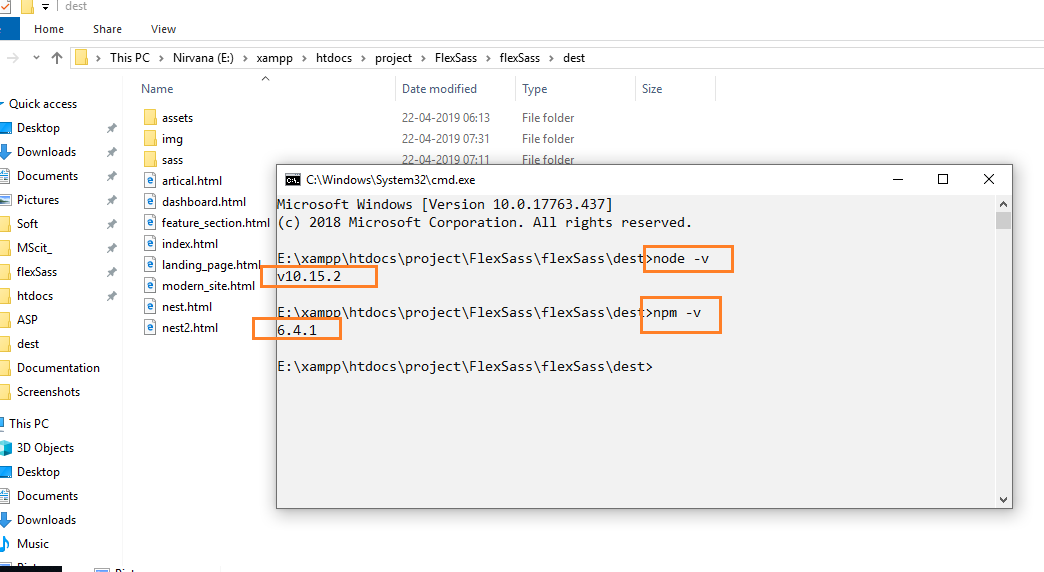 dest
Home Share View
This PC Nirvana (E:) xampp htdocs project FlexSass flexSass dest
Name Date modified Type Size
Quick access
Desktop
Downloads
Documents
Pictures
Soft
MScit_
flexSass
htdocs
ASP
dest
Documentation
Screenshots
This PC
3D Objects
Desktop
Documents
Downloads
Music
assets 22-04-2019 06:13 File folder
img 22-04-2019 07:31 File folder
sass 22-04-2019 07:11 File folder
artical.html
dashboard.html
feature_section.html
index.html
landing_page.html
modern_site.html
nest.html
nest2.html
C:\Windows\System32\cmd.exe
Microsoft Windows [Version 10.0.17763.437]
(c) 2018 Microsoft Corporation. All rights reserved.
E:\xampp\htdocs\project\FlexSass\flexSass\dest>node -v
v10.15.2
E:\xampp\htdocs\project\FlexSass\flexSass\dest>npm -v
6.4.1
E:\xampp\htdocs\project\FlexSass\flexSass\dest>